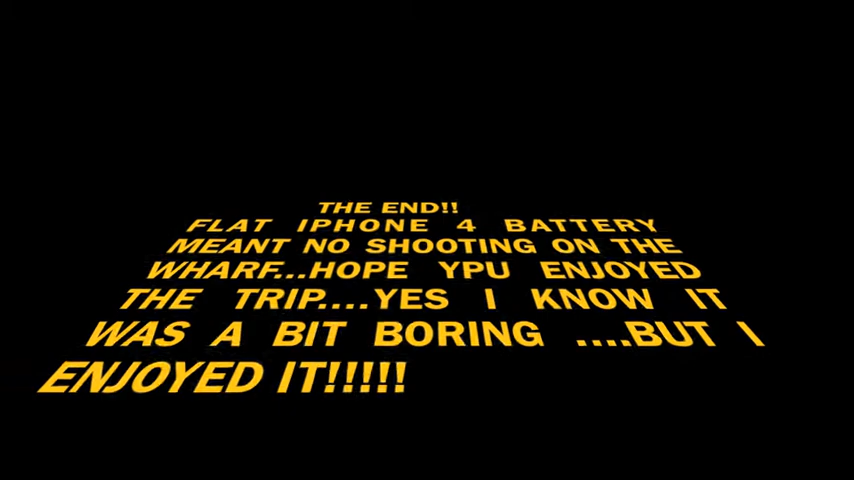 THE END!!
FLAT IPHONE 4 BATTERY
MEANT NO SHOOTING ON THE
WHARF...HOPE YPU ENJOYED
THE TRIP....YES I KNOW IT
WAS A BIT BORING ....BUT I
ENJOYED IT!!!!!